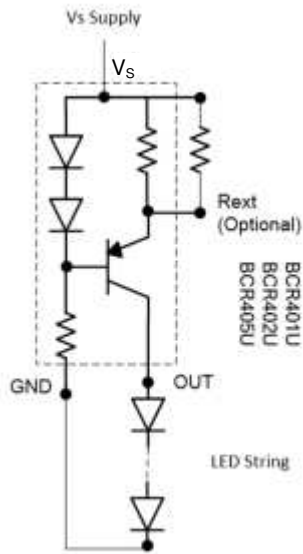 Vs Supply
VS
Rext
(Optional)
BCR401U
BCR402U
BCR405U
GND
OUT
LED String